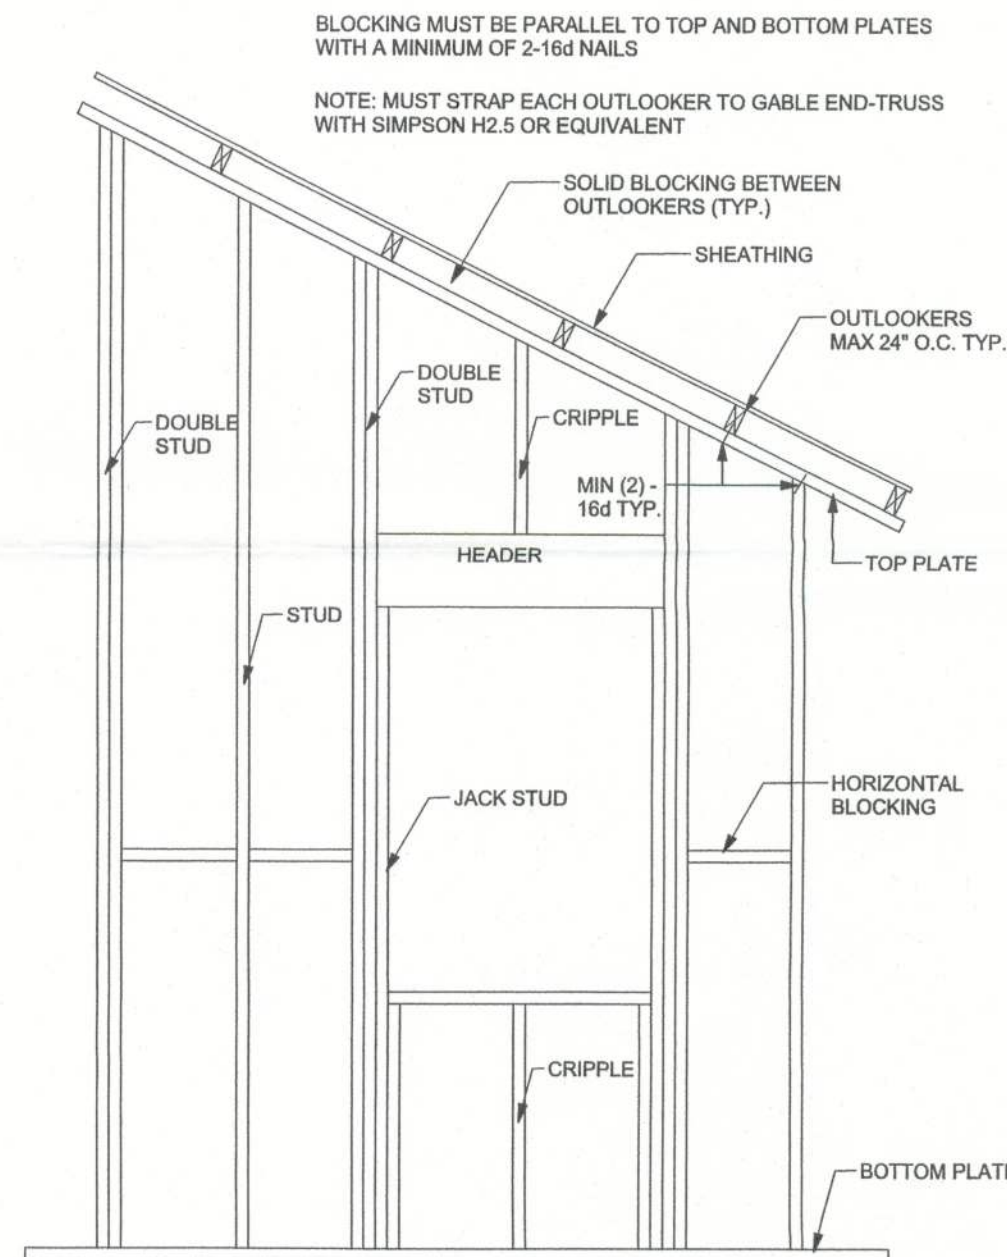 BLOCKING MUST BE PARALLEL TO TOP AND BOTTOM PLATES
WITH A MINIMUM OF 2-16d NAILS
NOTE: MUST STRAP EACH OUTLOOKER TO GABLE END-TRUSS
WITH SIMPSON H2.5 OR EQUIVALENT
SOLID BLOCKING BETWEEN
OUTLOOKERS (TYP.)
SHEATHING
OUTLOOKERS
MAX 24" O.C. TYP.
DOUBLE
STUD
DOUBLE
STUD
CRIPPLE
MIN (2) -
16d TYP.
HEADER
TOP PLATE
STUD
JACK STUD
HORIZONTAL
BLOCKING
CRIPPLE
BOTTOM PLATE